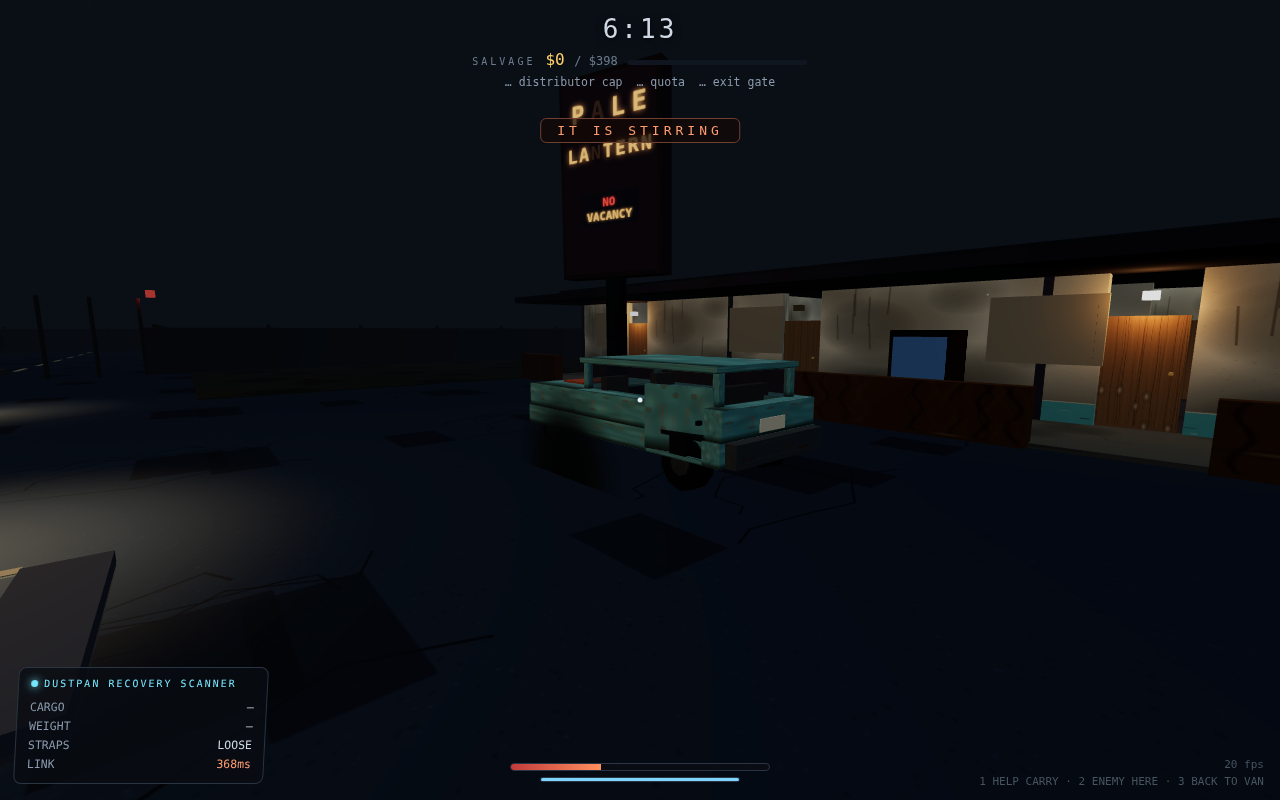 6:13
SALVAGE $0 / $398
… distributor cap … quota … exit gate
PALE
IT IS STIRRING
LANTERN
NO
VACANCY
DUSTPAN RECOVERY SCANNER
CARGO —
WEIGHT —
STRAPS LOOSE
LINK 368ms
20 fps
1 HELP CARRY · 2 ENEMY HERE · 3 BACK TO VAN